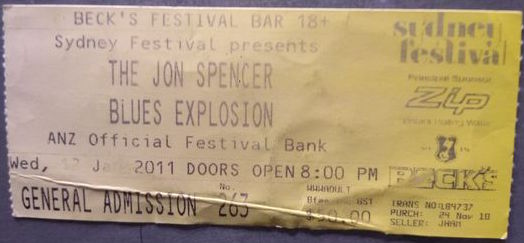 BECK'S FESTIVAL BAR 18+
Sydney Festival presents
THE JON SPENCER
BLUES EXPLOSION
ANZ Official Festival Bank
Wed, Jan 2011 DOORS OPEN 8:00 PM
GENERAL ADMISSION
No.
263
sydney
festival
Principal Sponsor
Zip
BECK'S
TRANS NO:
PURCH: 24 Nov 10
SELLER: